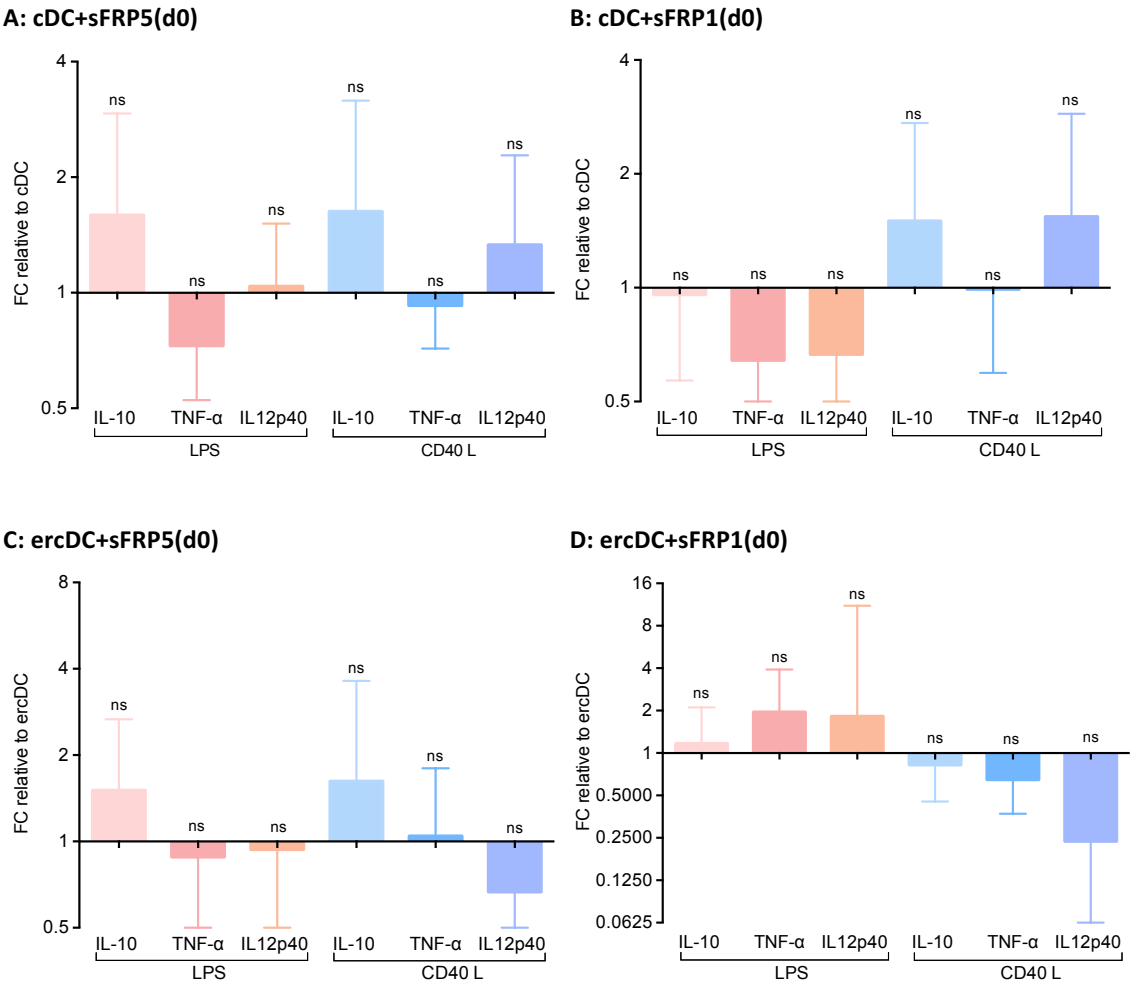 A: cDC+sFRP5(d0)
FC relative to cDC
4
2
1
0.5
ns
ns
ns
ns
ns
ns
IL-10 TNF-α IL12p40 IL-10 TNF-α IL12p40
LPS CD40 L
B: cDC+sFRP1(d0)
FC relative to cDC
4
2
1
0.5
ns
ns
ns
ns
ns
ns
IL-10 TNF-α IL12p40 IL-10 TNF-α IL12p40
LPS CD40 L
C: ercDC+sFRP5(d0)
FC relative to ercDC
8
4
2
1
0.5
ns
ns
ns
ns
ns
ns
IL-10 TNF-α IL12p40 IL-10 TNF-α IL12p40
LPS CD40 L
D: ercDC+sFRP1(d0)
FC relative to ercDC
16
8
4
2
1
0.5000
0.2500
0.1250
0.0625
ns
ns
ns
ns
ns
ns
IL-10 TNF-α IL12p40 IL-10 TNF-α IL12p40
LPS CD40 L